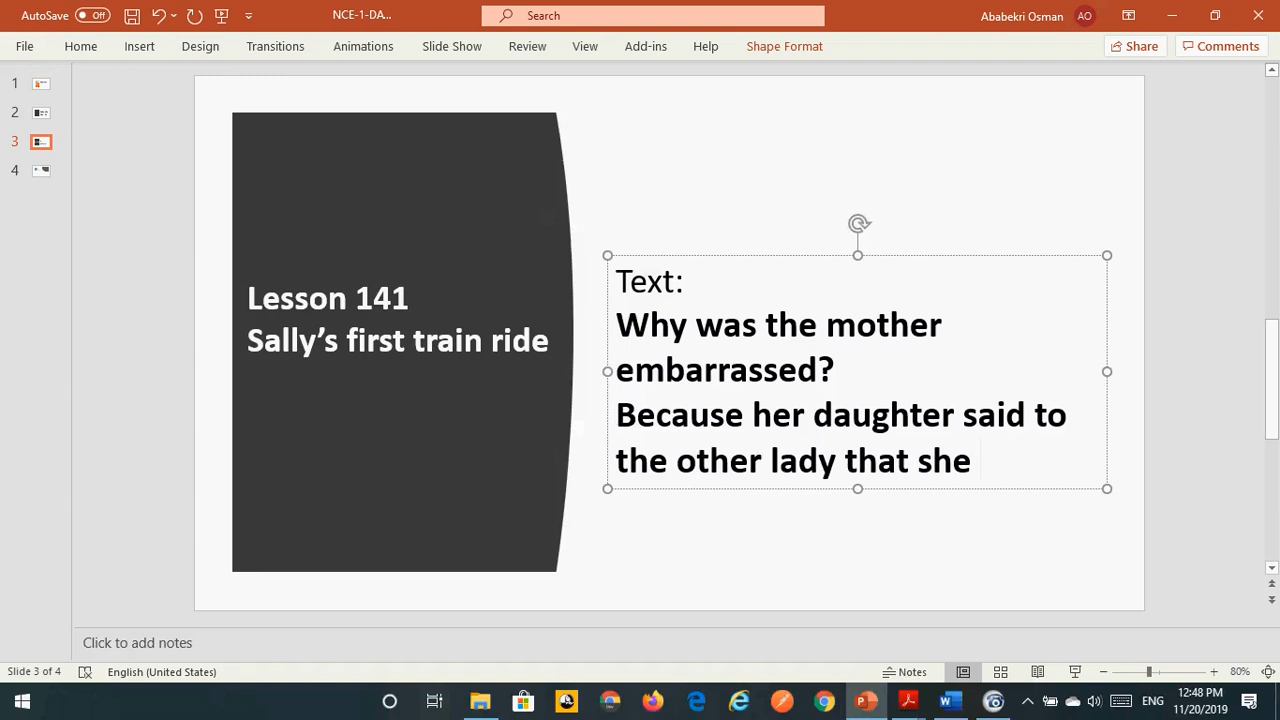 AutoSave Off NCE-1-DA... Search Ababekri Osman AO
File Home Insert Design Transitions Animations Slide Show Review View Add-ins Help Shape Format Share Comments
1
2
3
4
Lesson 141
Sally's first train ride
Text:
Why was the mother
embarrassed?
Because her daughter said to
the other lady that she
Click to add notes
Slide 3 of 4 English (United States) Notes 80%
ENG 12:48 PM
11/20/2019